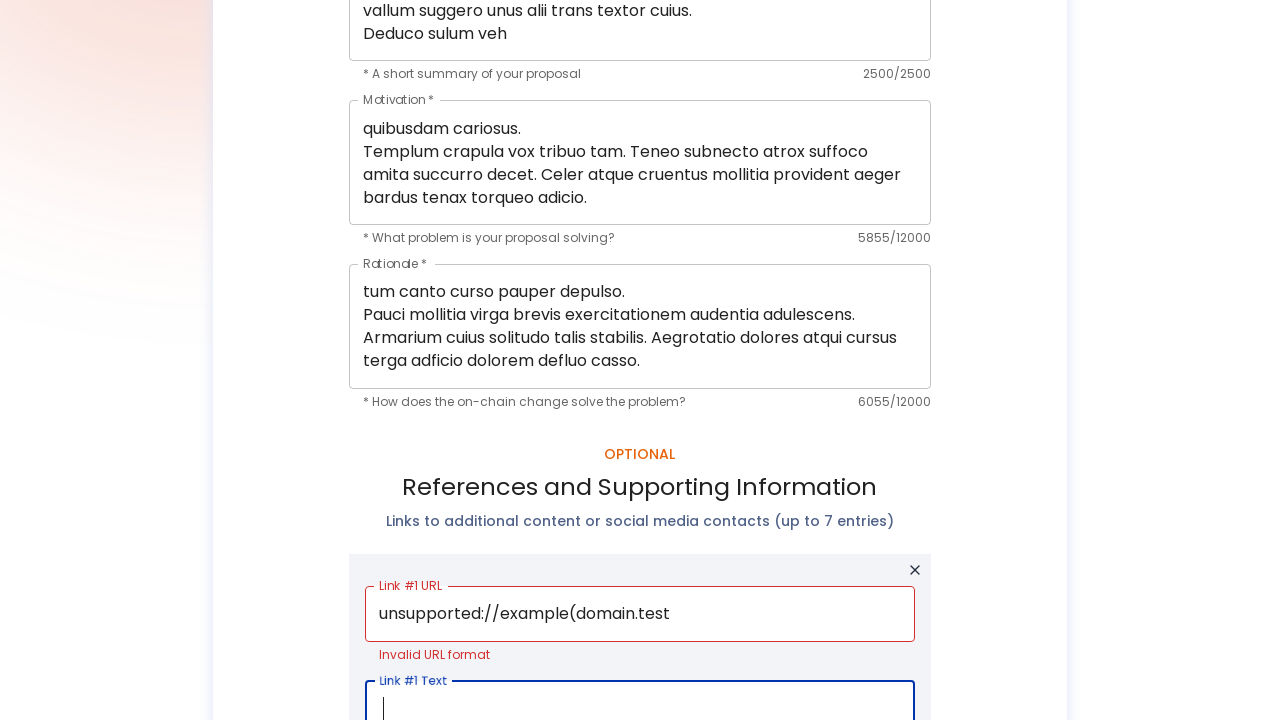 vallum suggero unus alii trans textor cuius.
Deduco sulum veh
* A short summary of your proposal 2500/2500
Motivation *
quibusdam cariosus.
Templum crapula vox tribuo tam. Teneo subnecto atrox suffoco
amita succurro decet. Celer atque cruentus mollitia provident aeger
bardus tenax torqueo adicio.
* What problem is your proposal solving? 5855/12000
Rationale *
tum canto curso pauper depulso.
Pauci mollitia virga brevis exercitationem audentia adulescens.
Armarium cuius solitudo talis stabilis. Aegrotatio dolores atqui cursus
terga adficio dolorem defluo casso.
* How does the on-chain change solve the problem? 6055/12000
OPTIONAL
References and Supporting Information
Links to additional content or social media contacts (up to 7 entries)
Link #1 URL
unsupported://example(domain.test
Invalid URL format
Link #1 Text